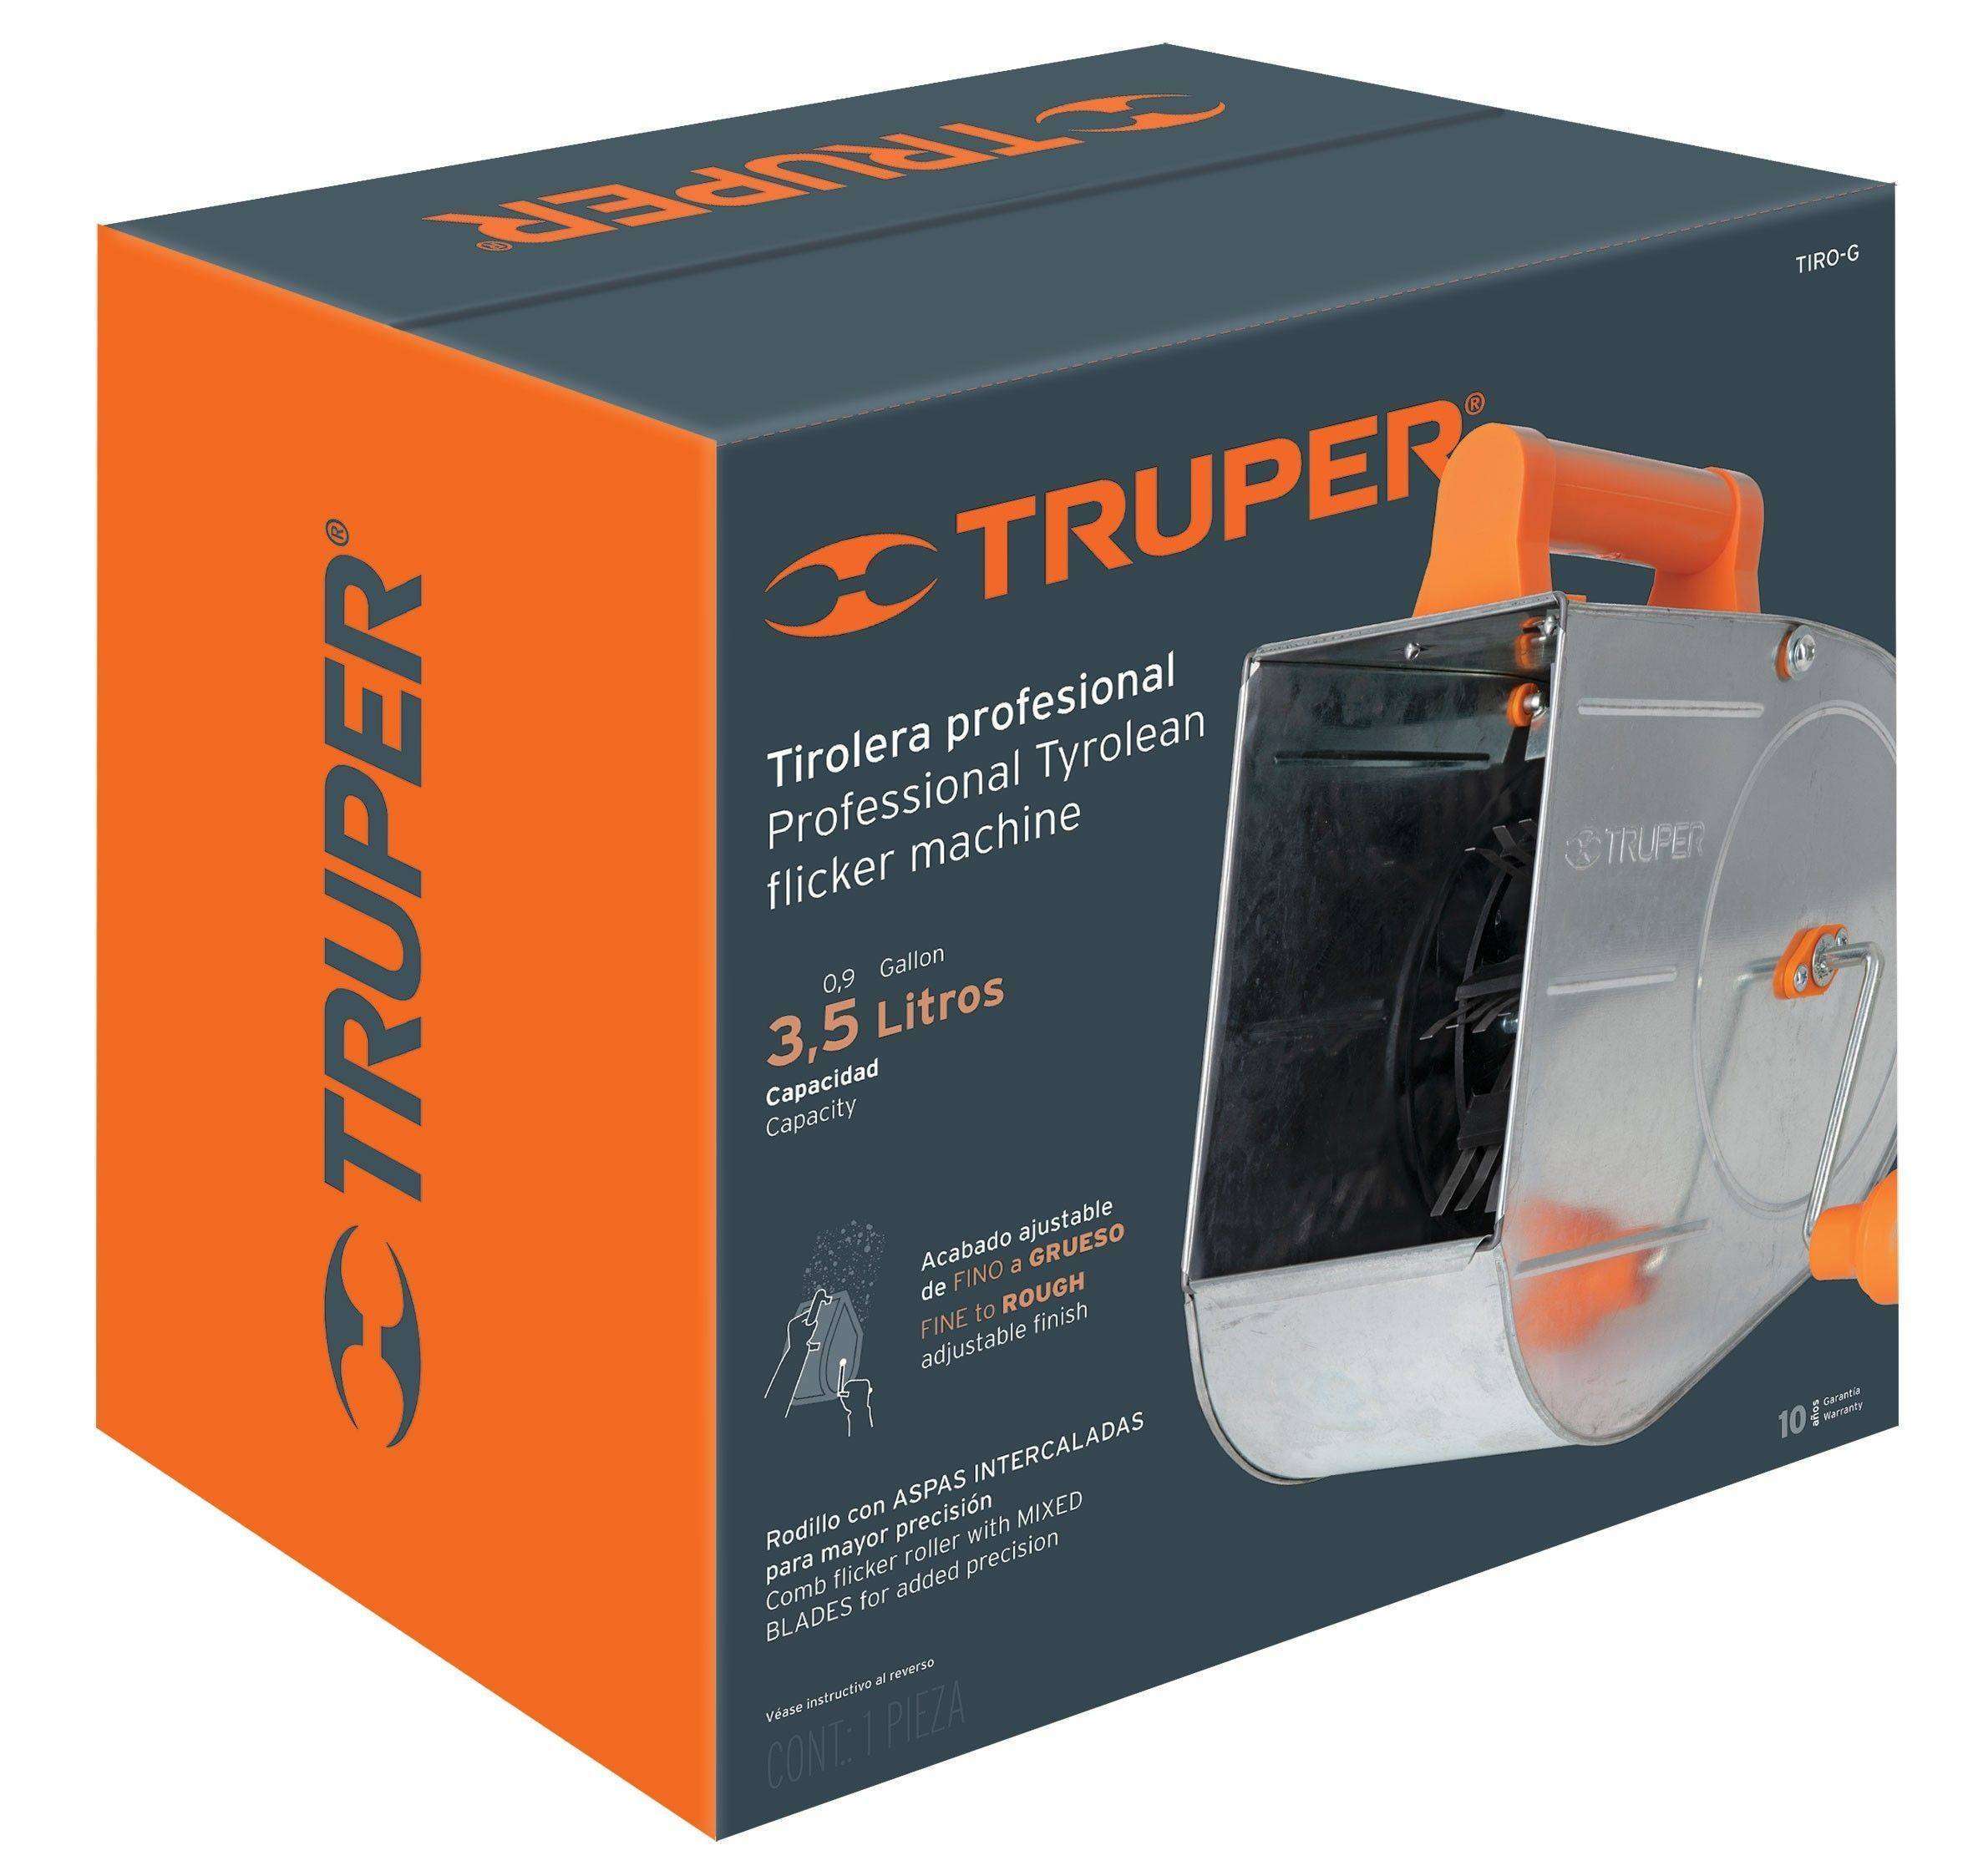 TRUPER®
TIRO-G
TRUPER®
TRUPER®
Tirolera profesional
Professional Tyrolean
flicker machine
0,9 Gallon
3,5 Litros
Capacidad
Capacity
TRUPER
Acabado ajustable
de FINO a GRUESO
FINE to ROUGH
adjustable finish
10 años Garantía
Warranty
Rodillo con ASPAS INTERCALADAS
para mayor precisión
Comb flicker roller with MIXED
BLADES for added precision
Véase instructivo al reverso
CONT.: 1 PIEZA